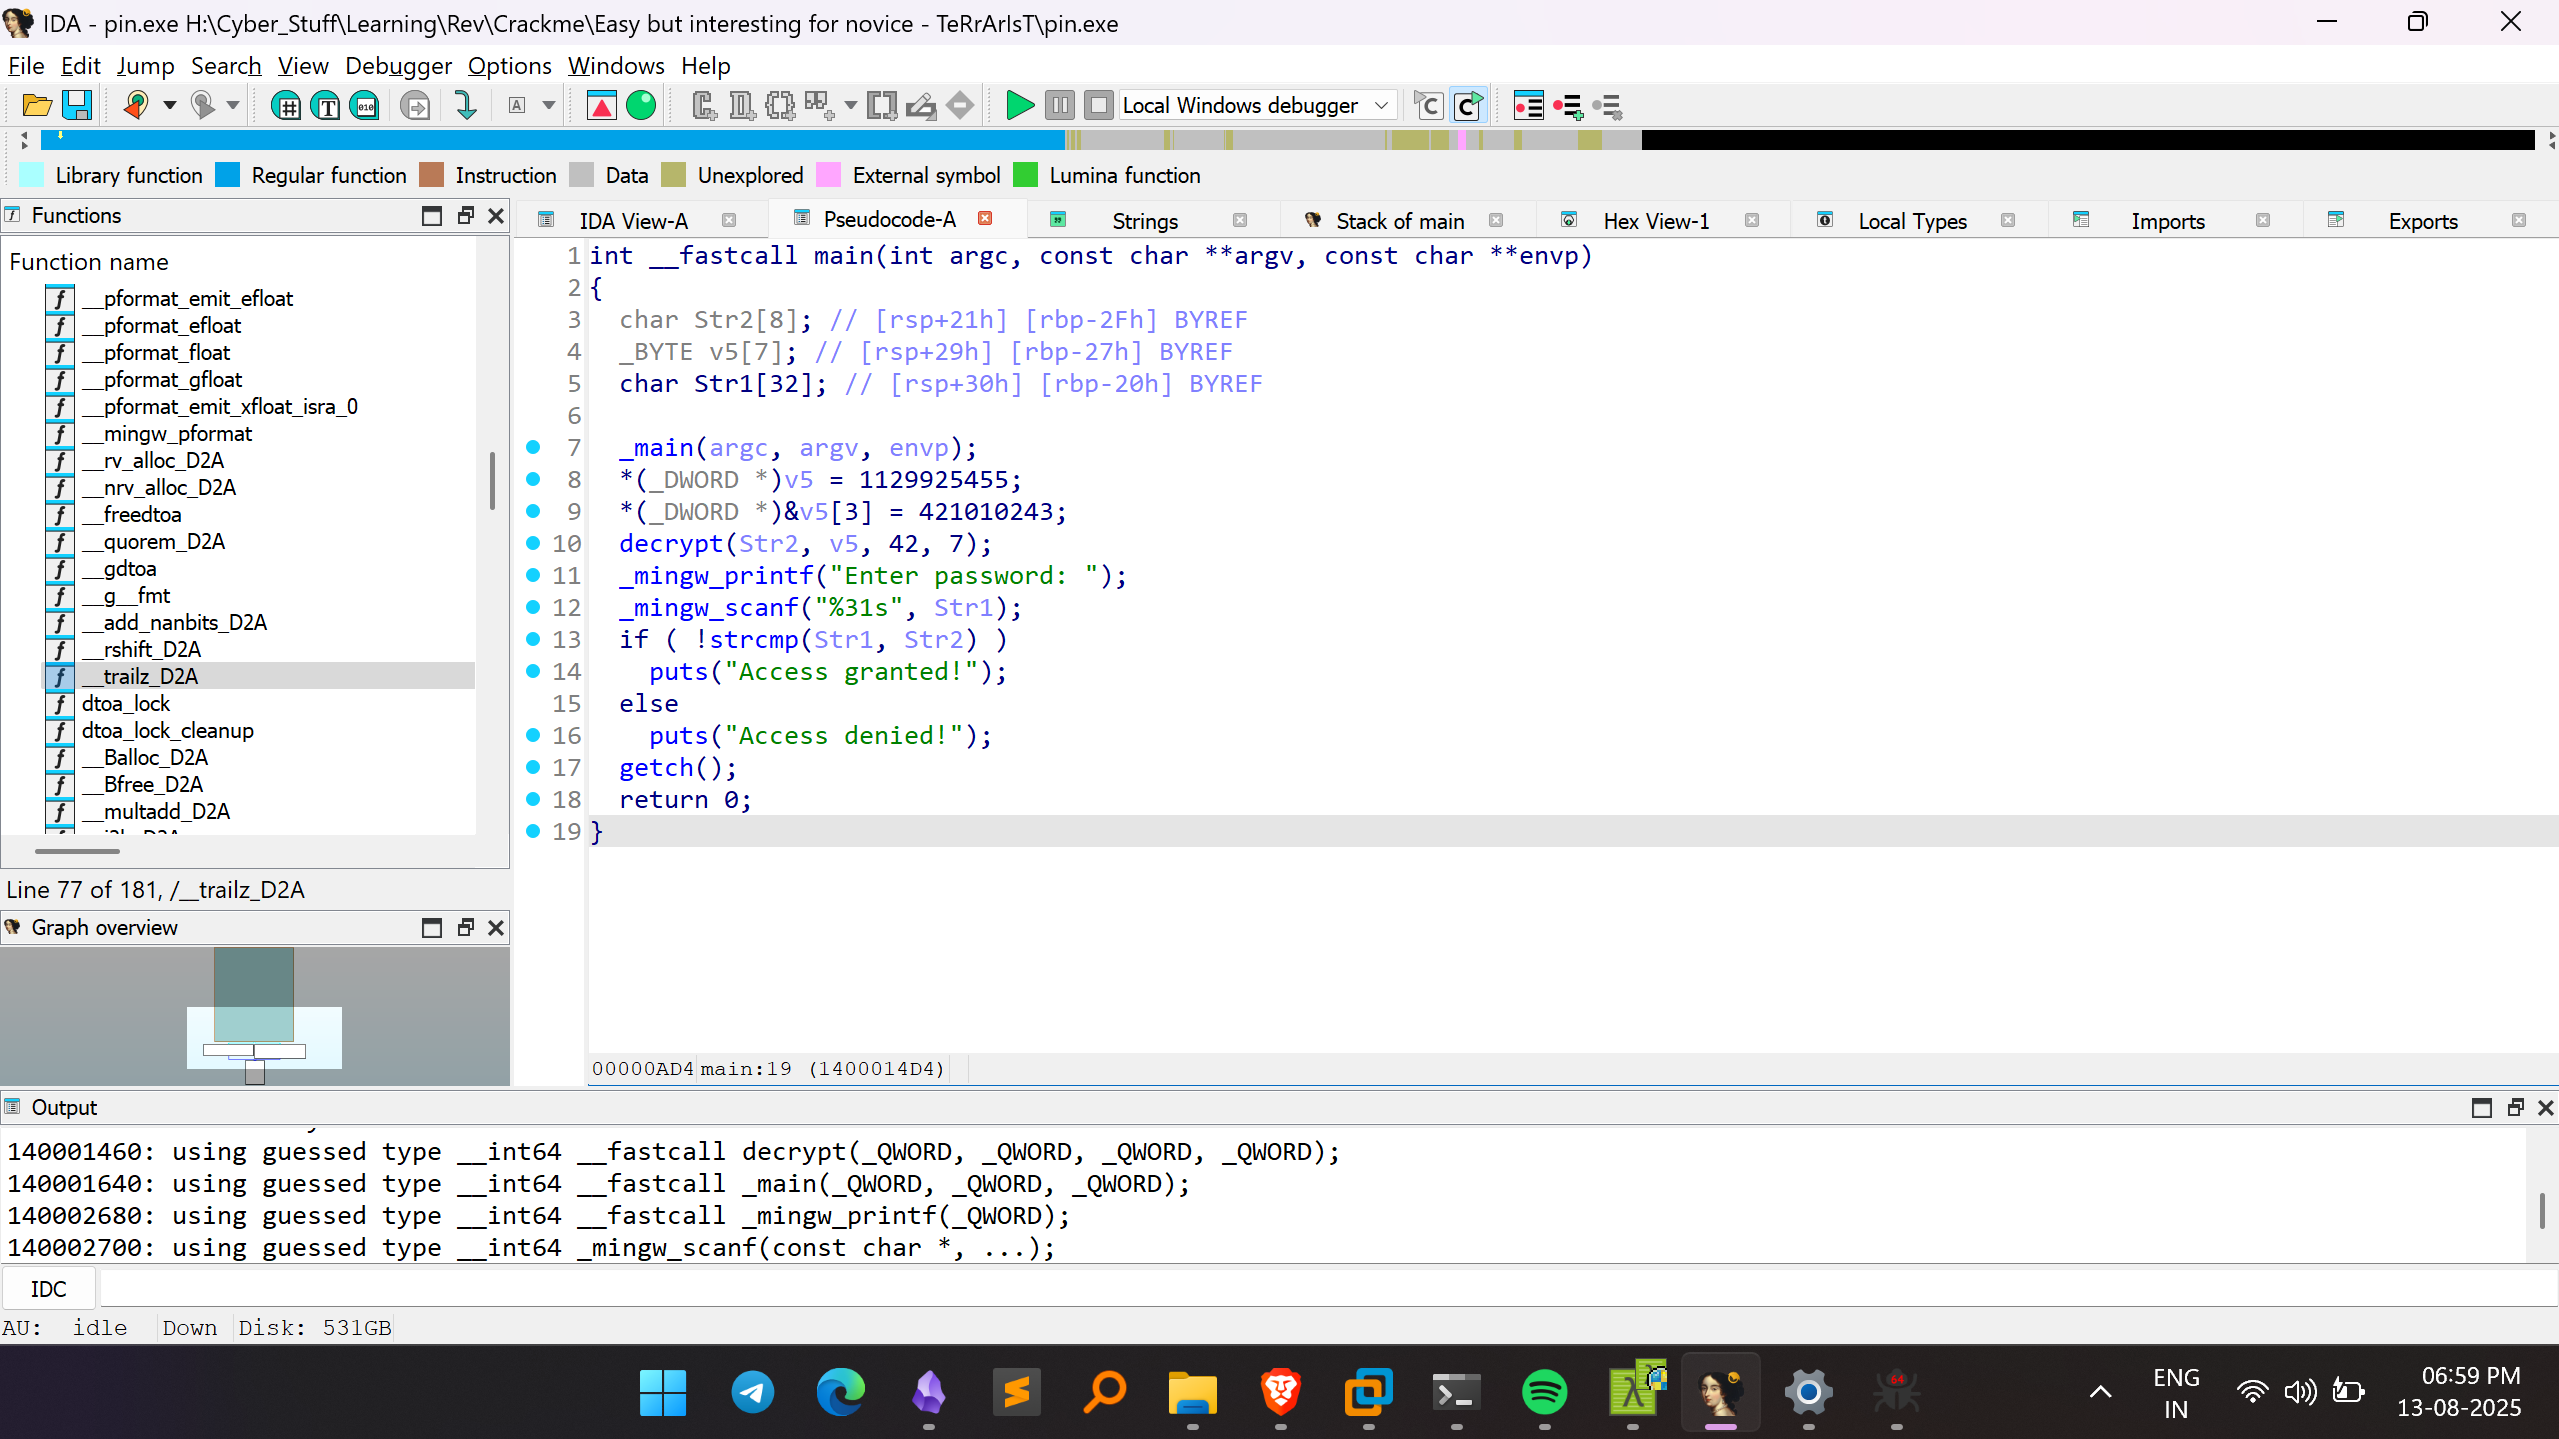 IDA - pin.exe H:\Cyber_Stuff\Learning\Rev\Crackme\Easy but interesting for novice - TeRrArIsT\pin.exe
File Edit Jump Search View Debugger Options Windows Help
Local Windows debugger
Library function Regular function Instruction Data Unexplored External symbol Lumina function
Functions
Function name
__pformat_emit_efloat
__pformat_efloat
__pformat_float
__pformat_gfloat
__pformat_emit_xfloat_isra_0
__mingw_pformat
__rv_alloc_D2A
__nrv_alloc_D2A
__freedtoa
__quorem_D2A
__gdtoa
__g__fmt
__add_nanbits_D2A
__rshift_D2A
__trailz_D2A
dtoa_lock
dtoa_lock_cleanup
__Balloc_D2A
__Bfree_D2A
__multadd_D2A
Line 77 of 181, /__trailz_D2A
Graph overview
IDA View-A Pseudocode-A Strings Stack of main Hex View-1 Local Types Imports Exports
1 int __fastcall main(int argc, const char **argv, const char **envp)
2 {
3 char Str2[8]; // [rsp+21h] [rbp-2Fh] BYREF
4 _BYTE v5[7]; // [rsp+29h] [rbp-27h] BYREF
5 char Str1[32]; // [rsp+30h] [rbp-20h] BYREF
6
7 _main(argc, argv, envp);
8 *(_DWORD *)v5 = 1129925455;
9 *(_DWORD *)&v5[3] = 421010243;
10 decrypt(Str2, v5, 42, 7);
11 _mingw_printf("Enter password: ");
12 _mingw_scanf("%31s", Str1);
13 if ( !strcmp(Str1, Str2) )
14 puts("Access granted!");
15 else
16 puts("Access denied!");
17 getch();
18 return 0;
19 }
00000AD4 main:19 (1400014D4)
Output
140001460: using guessed type __int64 __fastcall decrypt(_QWORD, _QWORD, _QWORD, _QWORD);
140001640: using guessed type __int64 __fastcall _main(_QWORD, _QWORD, _QWORD);
140002680: using guessed type __int64 __fastcall _mingw_printf(_QWORD);
140002700: using guessed type __int64 _mingw_scanf(const char *, ...);
IDC
AU: idle Down Disk: 531GB
64
ENG
IN
06:59 PM
13-08-2025